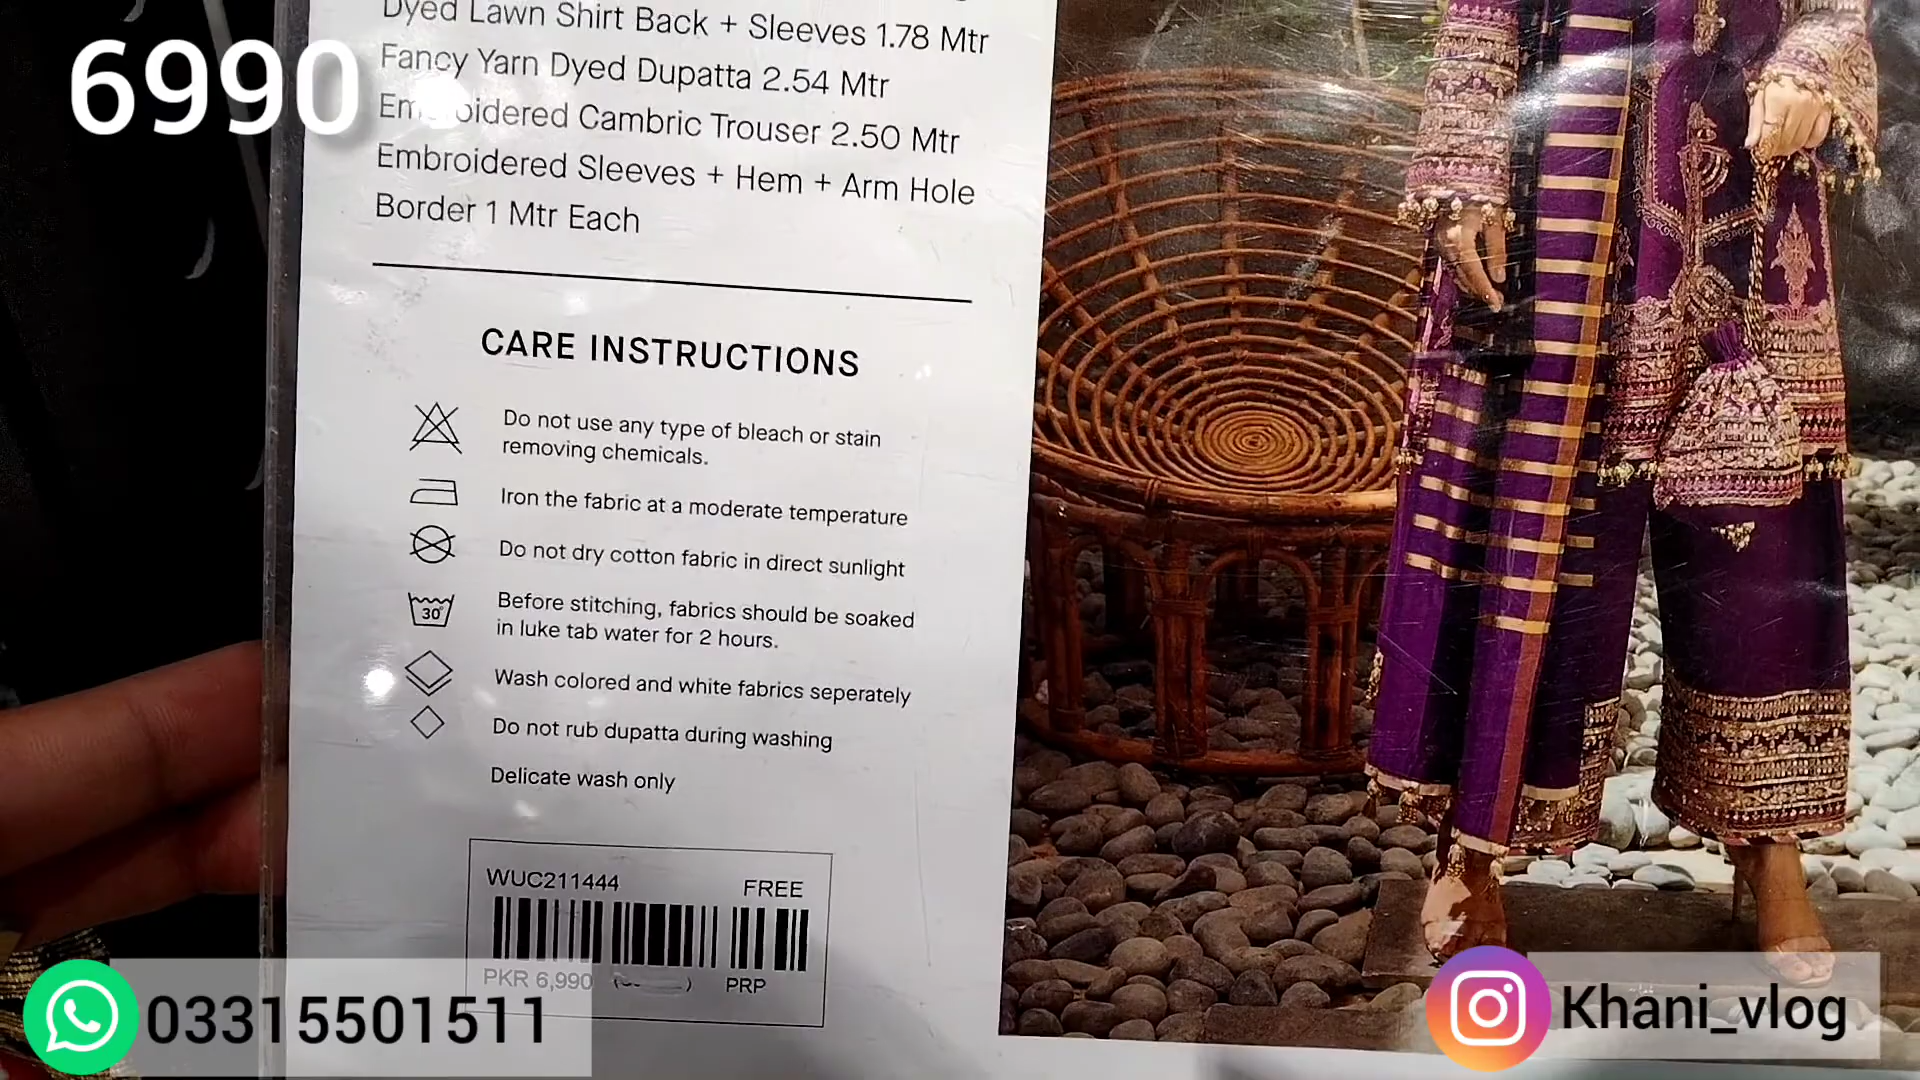 6990
Dyed Lawn Shirt Back + Sleeves 1.78 Mtr
Fancy Yarn Dyed Dupatta 2.54 Mtr
Embroidered Cambric Trouser 2.50 Mtr
Embroidered Sleeves + Hem + Arm Hole
Border 1 Mtr Each
CARE INSTRUCTIONS
Do not use any type of bleach or stain
removing chemicals.
Iron the fabric at a moderate temperature
Do not dry cotton fabric in direct sunlight
30°
Before stitching, fabrics should be soaked
in luke tab water for 2 hours.
Wash colored and white fabrics seperately
Do not rub dupatta during washing
Delicate wash only
WUC211444 FREE
PKR 6,990 PRP
03315501511
Khani_vlog